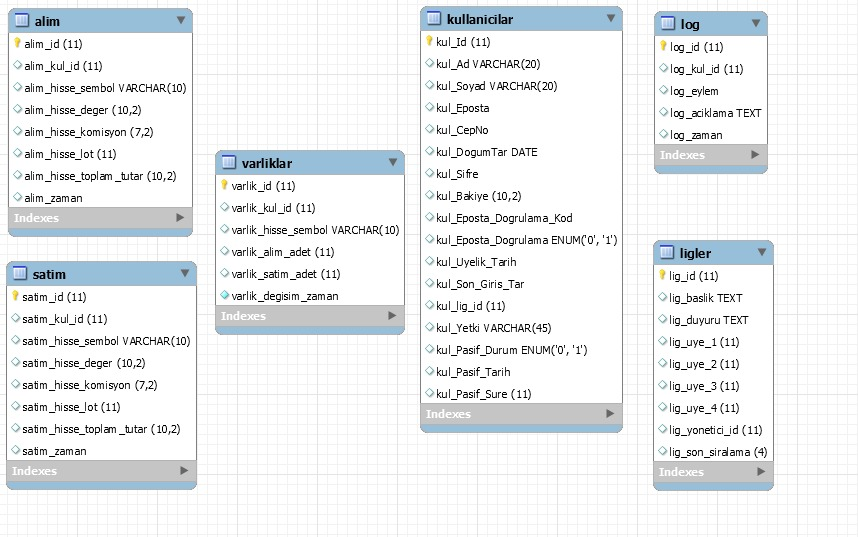 alim
alim_id (11)
alim_kul_id (11)
alim_hisse_sembol VARCHAR(10)
alim_hisse_deger (10,2)
alim_hisse_komisyon (7,2)
alim_hisse_lot (11)
alim_hisse_toplam_tutar (10,2)
alim_zaman
Indexes
satim
satim_id (11)
satim_kul_id (11)
satim_hisse_sembol VARCHAR(10)
satim_hisse_deger (10,2)
satim_hisse_komisyon (7,2)
satim_hisse_lot (11)
satim_hisse_toplam_tutar (10,2)
satim_zaman
Indexes
varliklar
varlik_id (11)
varlik_kul_id (11)
varlik_hisse_sembol VARCHAR(10)
varlik_alim_adet (11)
varlik_satim_adet (11)
varlik_degisim_zaman
Indexes
kullanicilar
kul_Id (11)
kul_Ad VARCHAR(20)
kul_Soyad VARCHAR(20)
kul_Eposta
kul_CepNo
kul_DogumTar DATE
kul_Sifre
kul_Bakiye (10,2)
kul_Eposta_Dogrulama_Kod
kul_Eposta_Dogrulama ENUM('0', '1')
kul_Uyelik_Tarih
kul_Son_Giris_Tar
kul_lig_id (11)
kul_Yetki VARCHAR(45)
kul_Pasif_Durum ENUM('0', '1')
kul_Pasif_Tarih
kul_Pasif_Sure (11)
Indexes
log
log_id (11)
log_kul_id (11)
log_eylem
log_aciklama TEXT
log_zaman
Indexes
ligler
lig_id (11)
lig_baslik TEXT
lig_duyuru TEXT
lig_uye_1 (11)
lig_uye_2 (11)
lig_uye_3 (11)
lig_uye_4 (11)
lig_yonetici_id (11)
lig_son_siralama (4)
Indexes